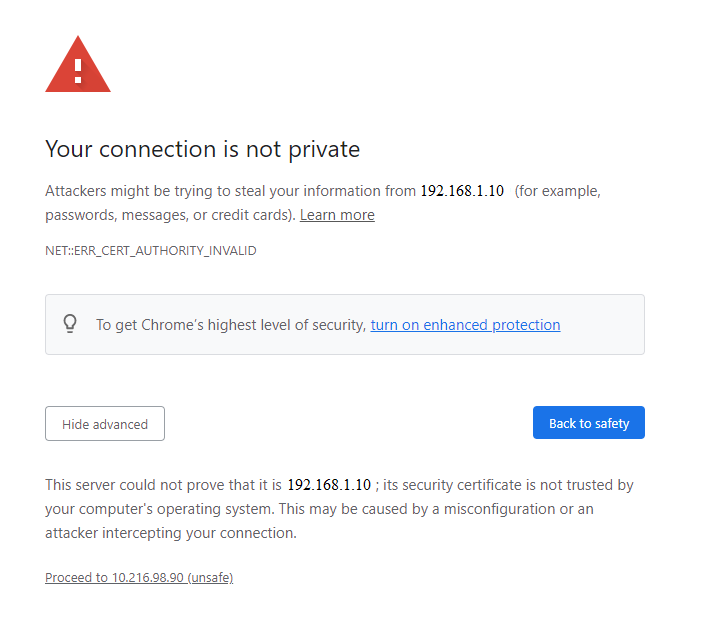 Your connection is not private
Attackers might be trying to steal your information from 192.168.1.10 (for example,
passwords, messages, or credit cards). Learn more
NET::ERR_CERT_AUTHORITY_INVALID
To get Chrome's highest level of security, turn on enhanced protection
Hide advanced
Back to safety
This server could not prove that it is 192.168.1.10 ; its security certificate is not trusted by
your computer's operating system. This may be caused by a misconfiguration or an
attacker intercepting your connection.
Proceed to 10.216.98.90 (unsafe)